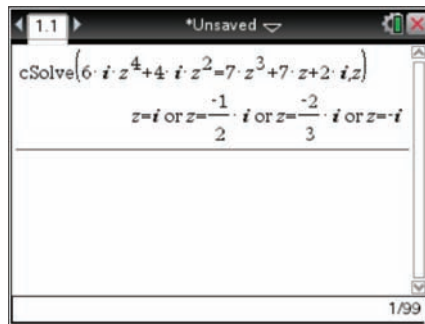 1.1 *Unsaved
cSolve(6·i·z^4+4·i·z^2=7·z^3+7·z+2·i,z)
z=i or z=-1/2·i or z=-2/3·i or z=-i
1/99